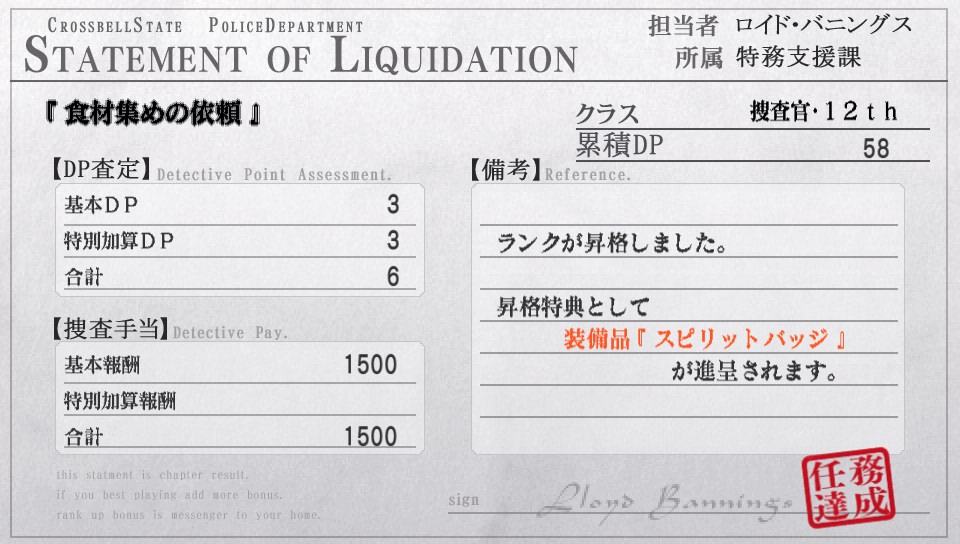 CrossbellState PoliceDepartment
Statement of Liquidation
担当者 ロイド・バニングス
所属 特務支援課
『食材集めの依頼』
クラス 捜査官・12th
累積DP 58
【DP査定】Detective Point Assessment.
基本DP 3
特別加算DP 3
合計 6
【捜査手当】Detective Pay.
基本報酬 1500
特別加算報酬
合計 1500
【備考】Reference.
ランクが昇格しました。
昇格特典として
装備品『スピリットバッジ』
が進呈されます。
this statment is chapter result.
if you best playing add more bonus.
rank up bonus is messenger to your home.
sign Lloyd Bannings
任務
達成